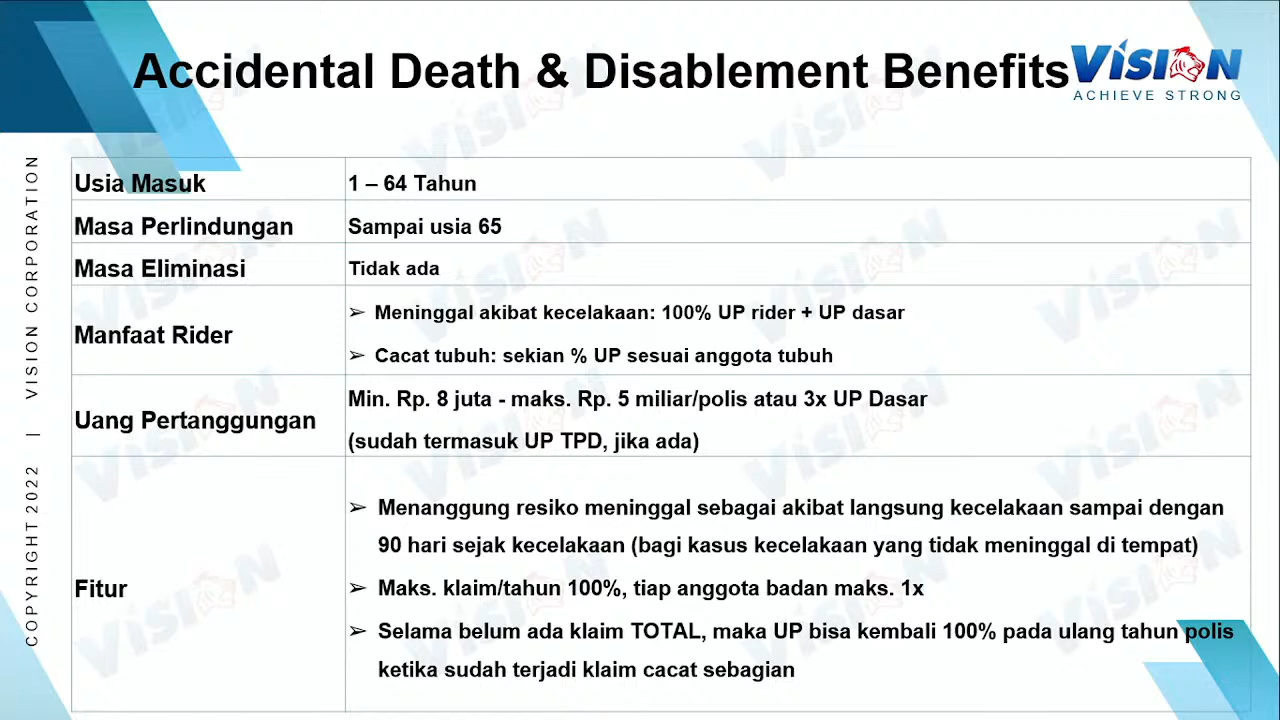 Accidental Death & Disablement Benefits
VISION
ACHIEVE STRONG
COPYRIGHT 2022 | VISION CORPORATION
Usia Masuk
1 – 64 Tahun
Masa Perlindungan
Sampai usia 65
Masa Eliminasi
Tidak ada
Manfaat Rider
➢ Meninggal akibat kecelakaan: 100% UP rider + UP dasar
➢ Cacat tubuh: sekian % UP sesuai anggota tubuh
Uang Pertanggungan
Min. Rp. 8 juta - maks. Rp. 5 miliar/polis atau 3x UP Dasar
(sudah termasuk UP TPD, jika ada)
Fitur
➢ Menanggung resiko meninggal sebagai akibat langsung kecelakaan sampai dengan
90 hari sejak kecelakaan (bagi kasus kecelakaan yang tidak meninggal di tempat)
➢ Maks. klaim/tahun 100%, tiap anggota badan maks. 1x
➢ Selama belum ada klaim TOTAL, maka UP bisa kembali 100% pada ulang tahun polis
ketika sudah terjadi klaim cacat sebagian